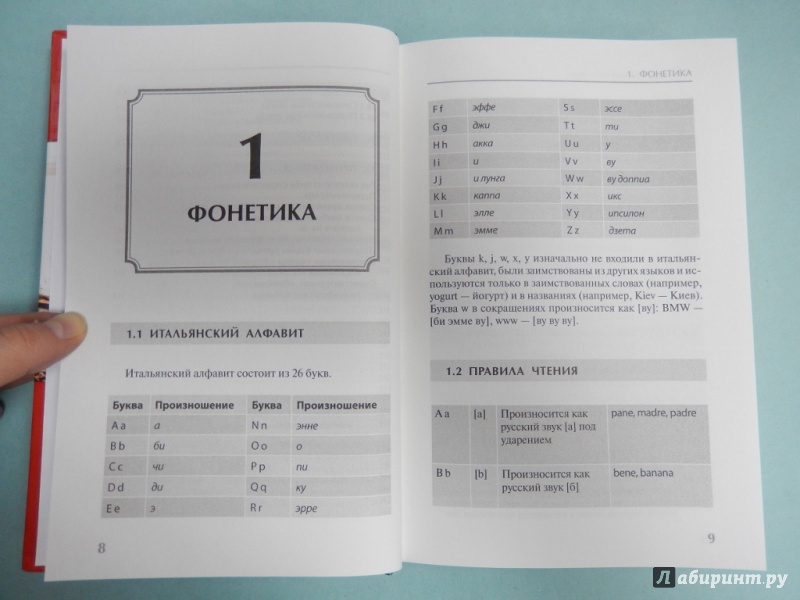 1
ФОНЕТИКА
1.1 ИТАЛЬЯНСКИЙ АЛФАВИТ
Итальянский алфавит состоит из 26 букв.
Буква Произношение Буква Произношение
A a а N n энне
B b би O o о
C c чи P p пи
D d ди Q q ку
E e э R r эрре
8
1. ФОНЕТИКА
F f эффе S s эссе
G g джи T t ти
H h акка U u у
I i и V v ву
J j и лунга W w ву доппиа
K k каппа X x икс
L l элле Y y ипсилон
M m эмме Z z дзета
Буквы k, j, w, x, y изначально не входили в италья-
нский алфавит, были заимствованы из других языков и ис-
пользуются только в заимствованных словах (например,
yogurt — йогурт) и в названиях (например, Kiev — Киев).
Буква w в сокращениях произносится как [ву]: BMW —
[би эмме ву], www — [ву ву ву].
1.2 ПРАВИЛА ЧТЕНИЯ
A a [a] Произносится как pane, madre, padre
русский звук [а] под
ударением
B b [b] Произносится как bene, banana
русский звук [б]
9
Лабиринт.ру